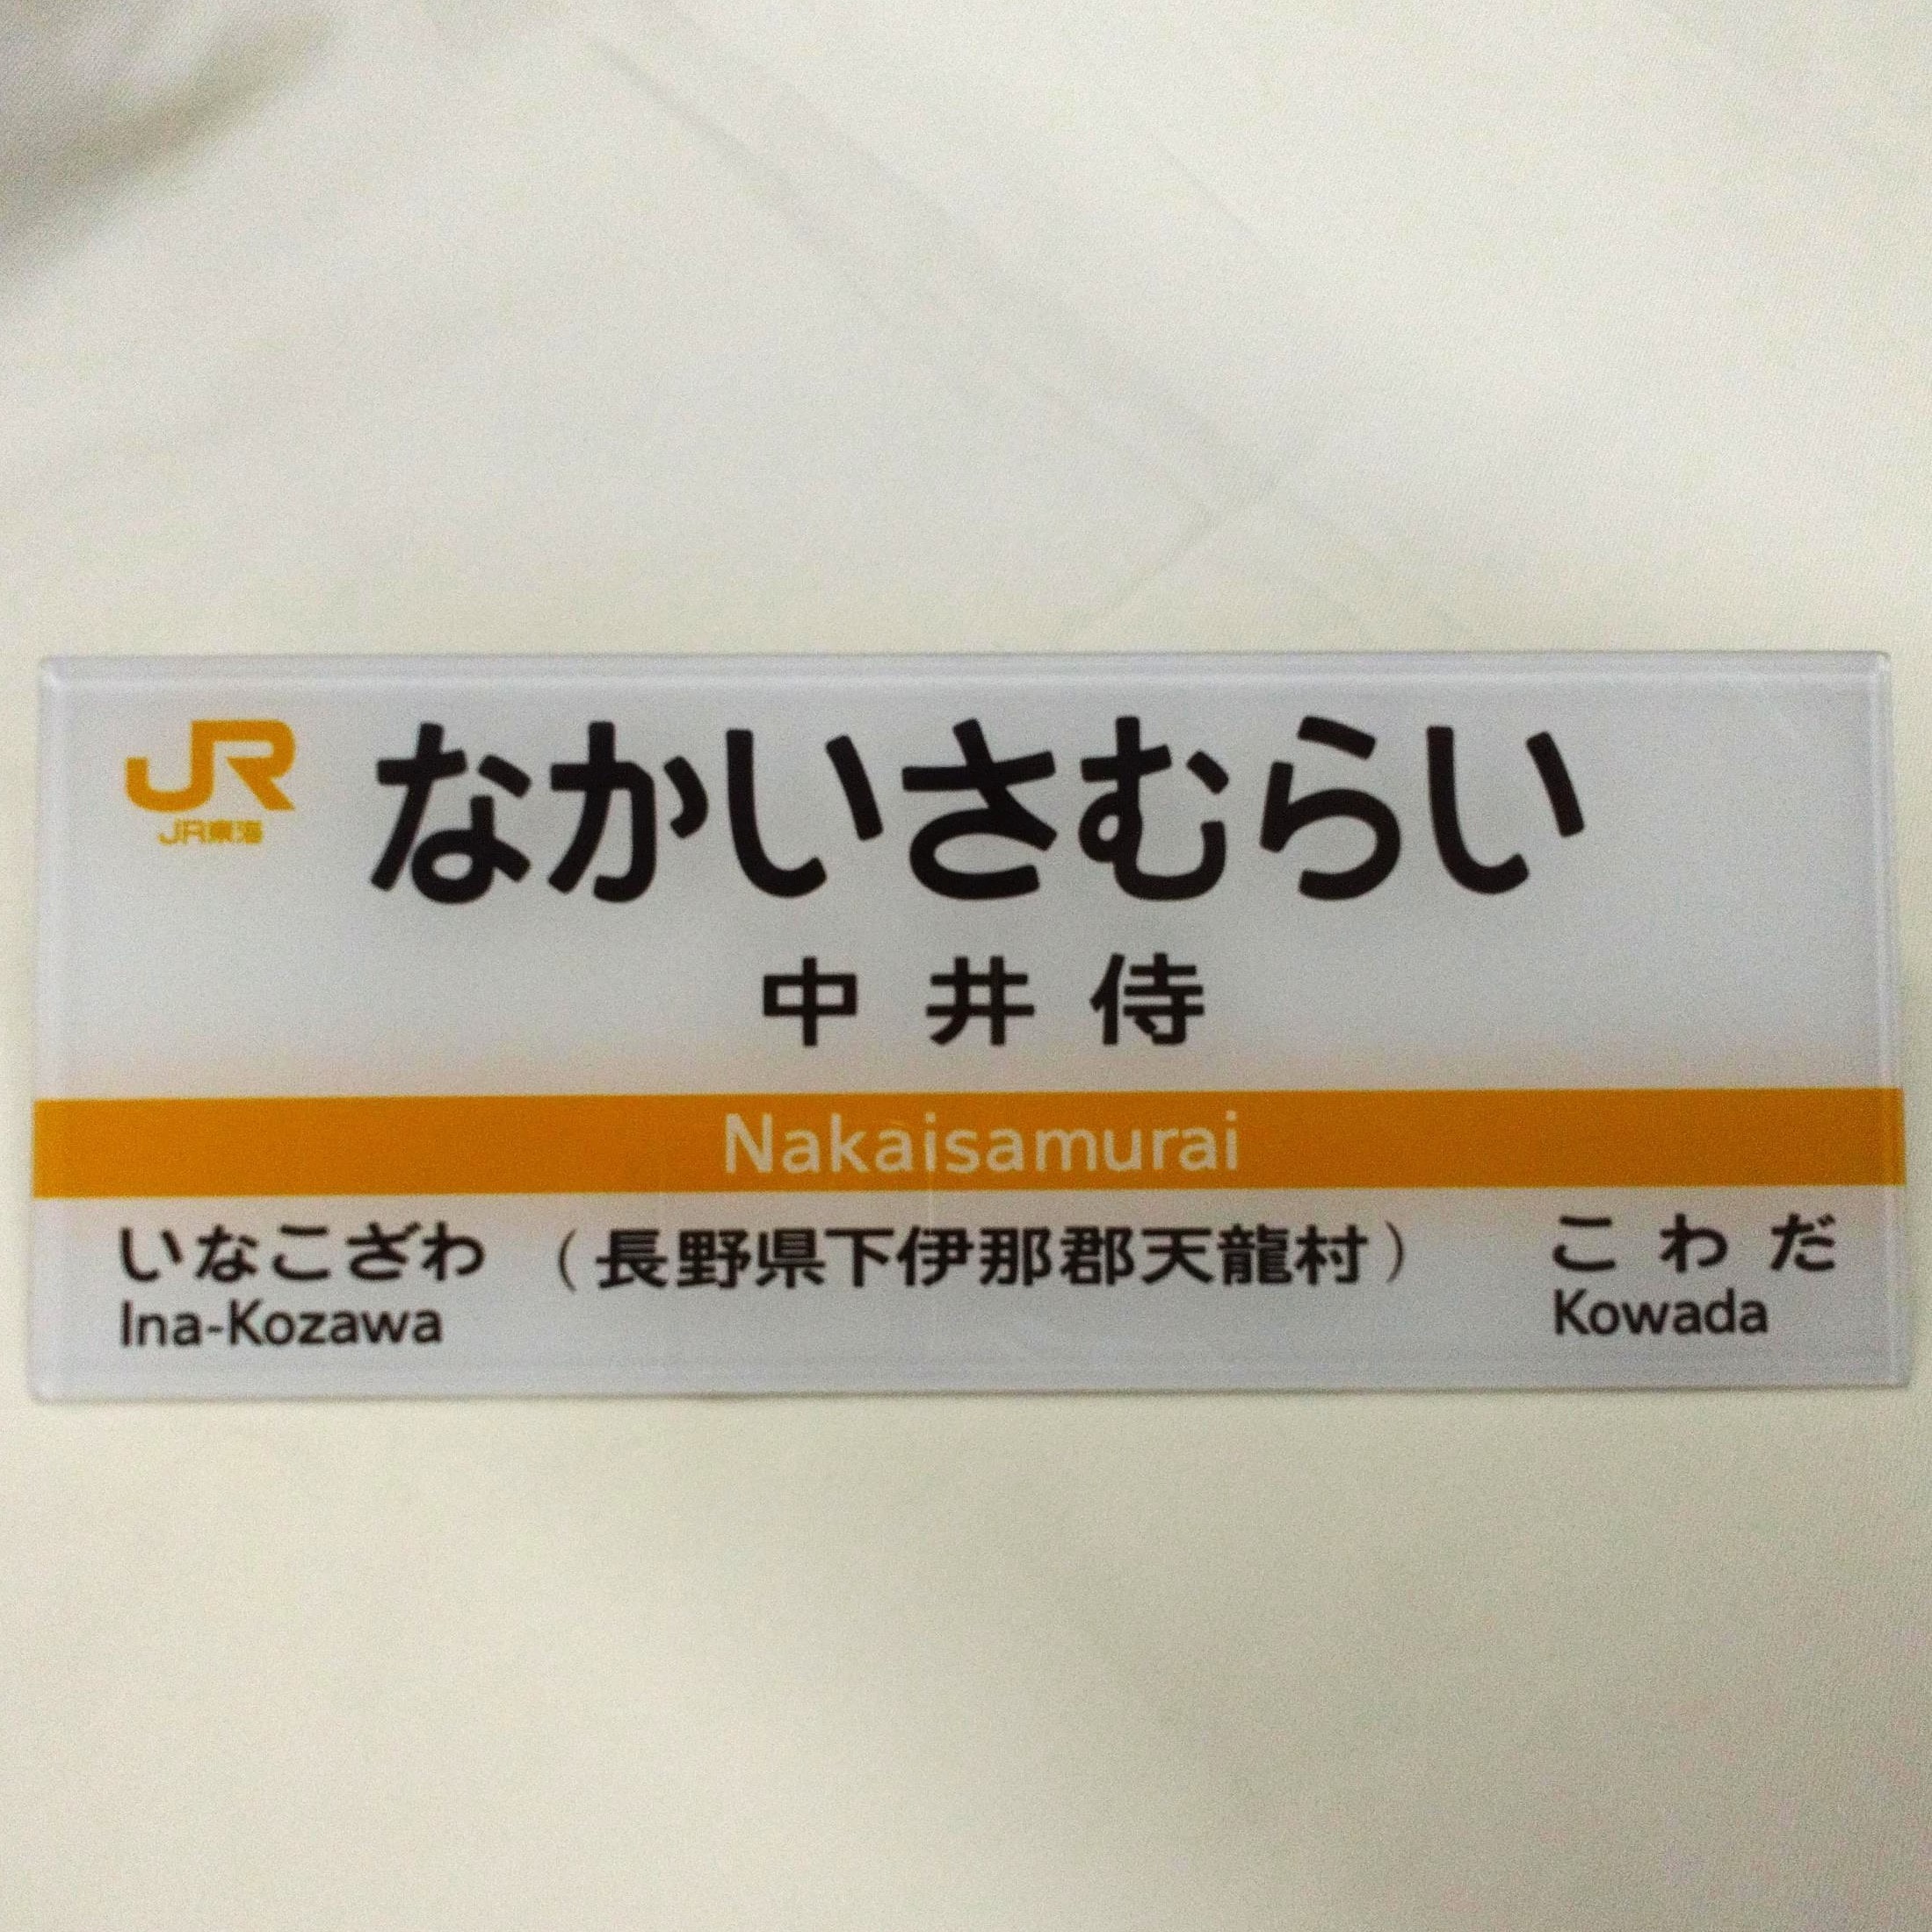 JR
JR東海
なかいさむらい
中井侍
Nakaisamurai
いなこざわ （長野県下伊那郡天龍村） こわだ
Ina-Kozawa Kowada